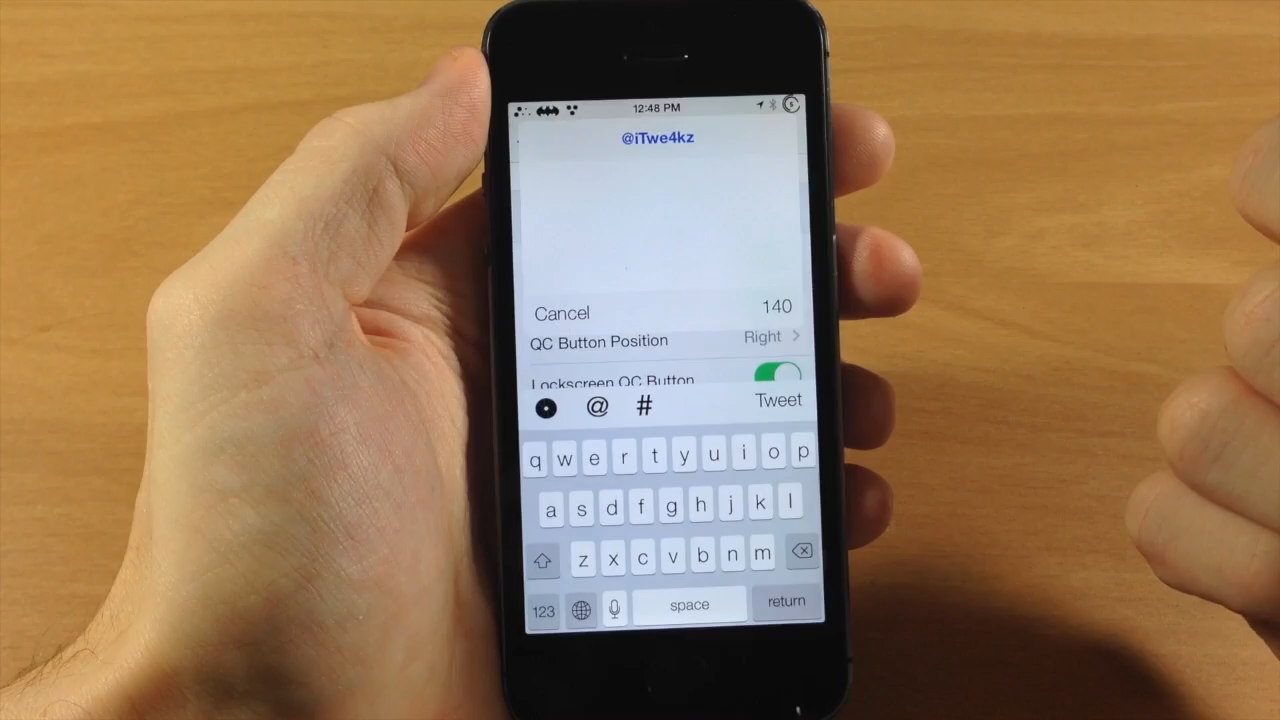 12:48 PM
@iTwe4kz
Cancel 140
QC Button Position Right
Lockscreen QC Button
@ # Tweet
q w e r t y u i o p
a s d f g h j k l
z x c v b n m
123 space return